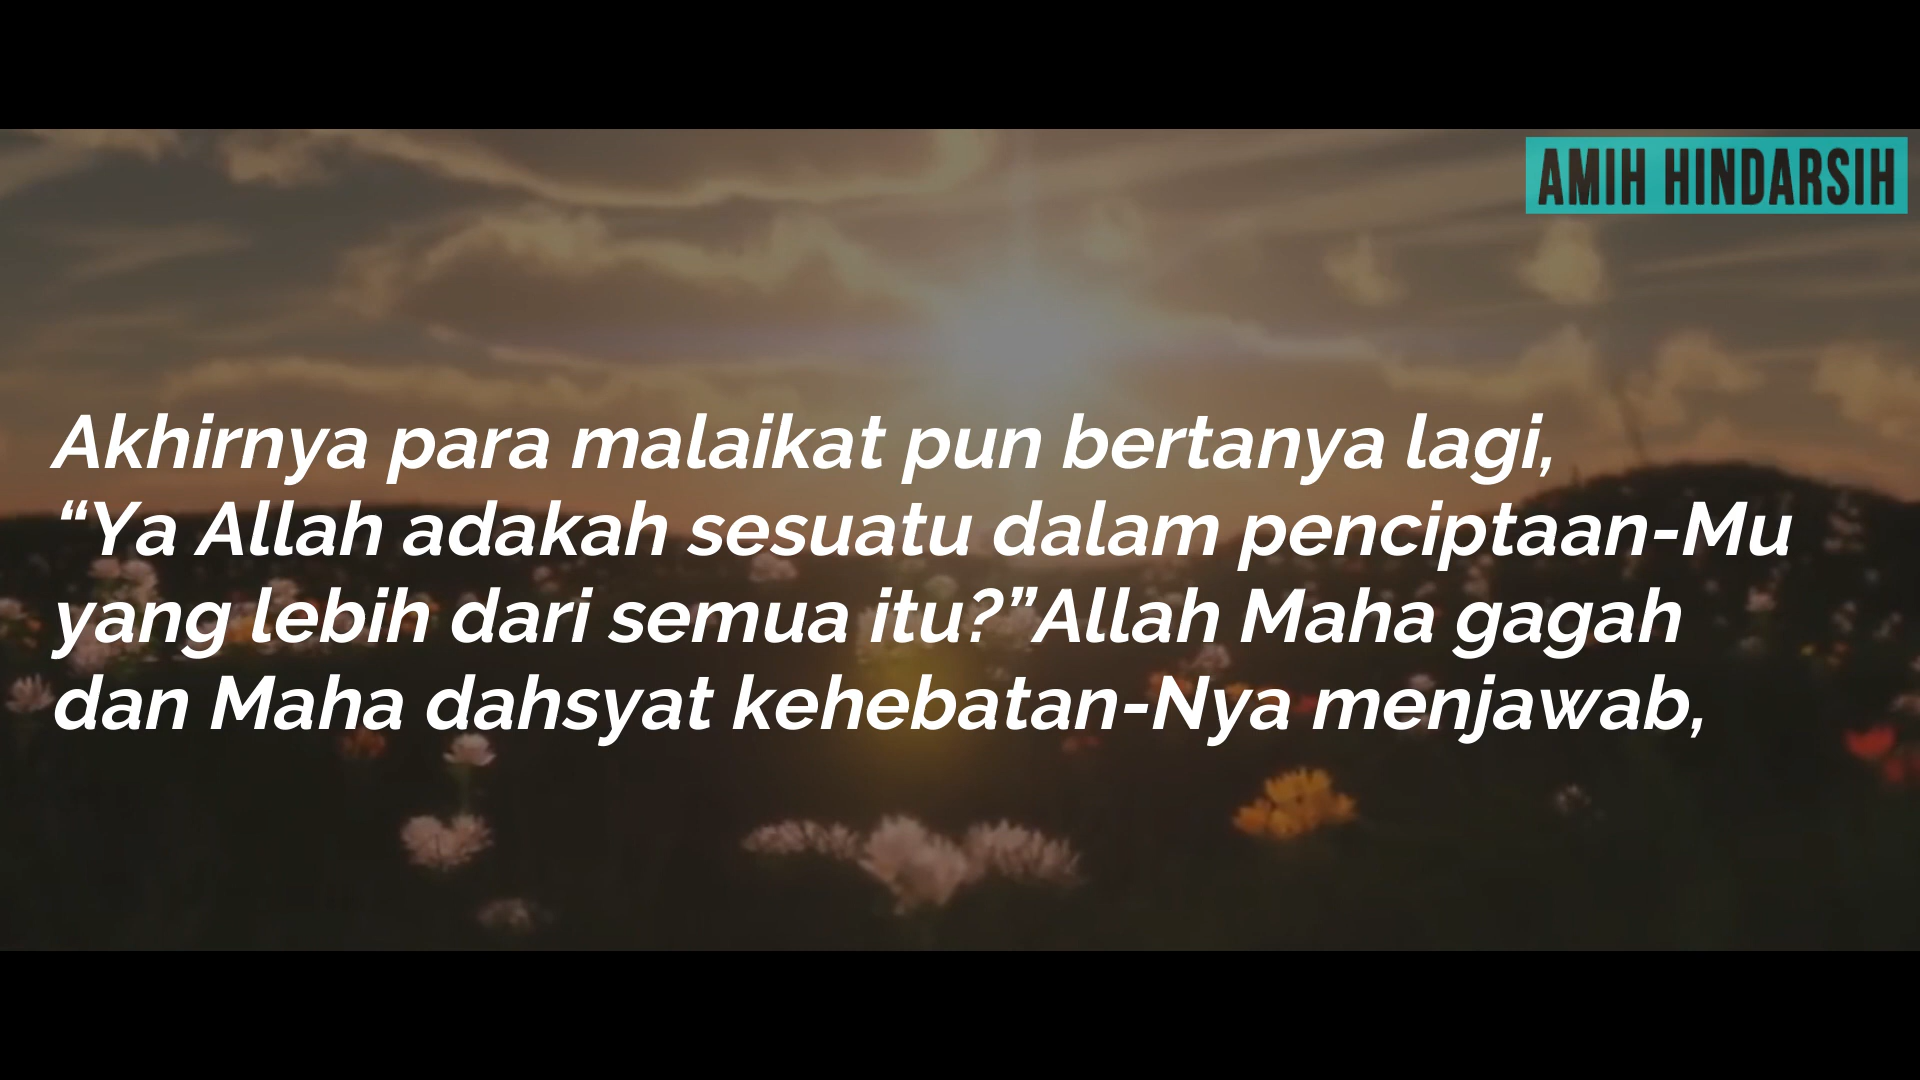 AMIH HINDARSIH
Akhirnya para malaikat pun bertanya lagi,
“Ya Allah adakah sesuatu dalam penciptaan-Mu
yang lebih dari semua itu?”Allah Maha gagah
dan Maha dahsyat kehebatan-Nya menjawab,